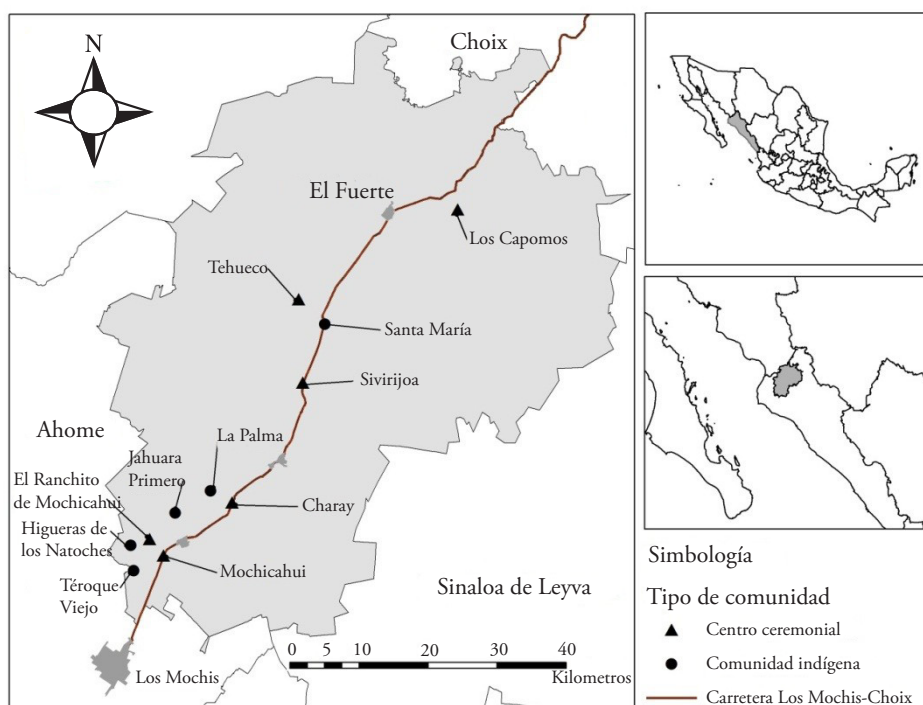 N
Choix
El Fuerte
Los Capomos
Tehueco
Santa María
Sivirijoa
Ahome
La Palma
Jahuara
Primero
El Ranchito
de Mochicahui
Charay
Higueras de
los Natoches
Mochicahui
Téroque
Viejo
Sinaloa de Leyva
Los Mochis
0 5 10 20 30 40
Kilometros
Simbología
Tipo de comunidad
Centro ceremonial
Comunidad indígena
Carretera Los Mochis-Choix